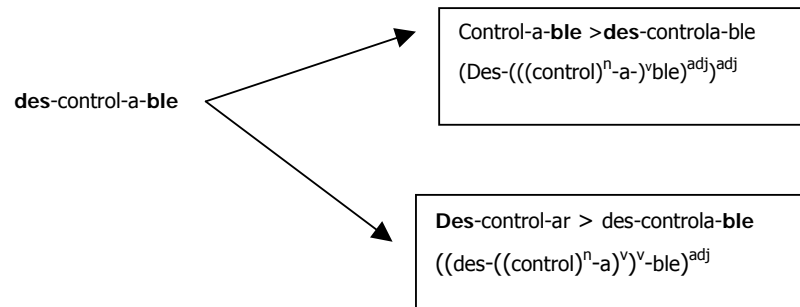 Control-a-ble >des-controla-ble
(Des-(((control)ⁿ-a-)ᵛble)ᵃᵈʲ)ᵃᵈʲ
des-control-a-ble
Des-control-ar > des-controla-ble
((des-((control)ⁿ-a)ᵛ)ᵛ-ble)ᵃᵈʲ